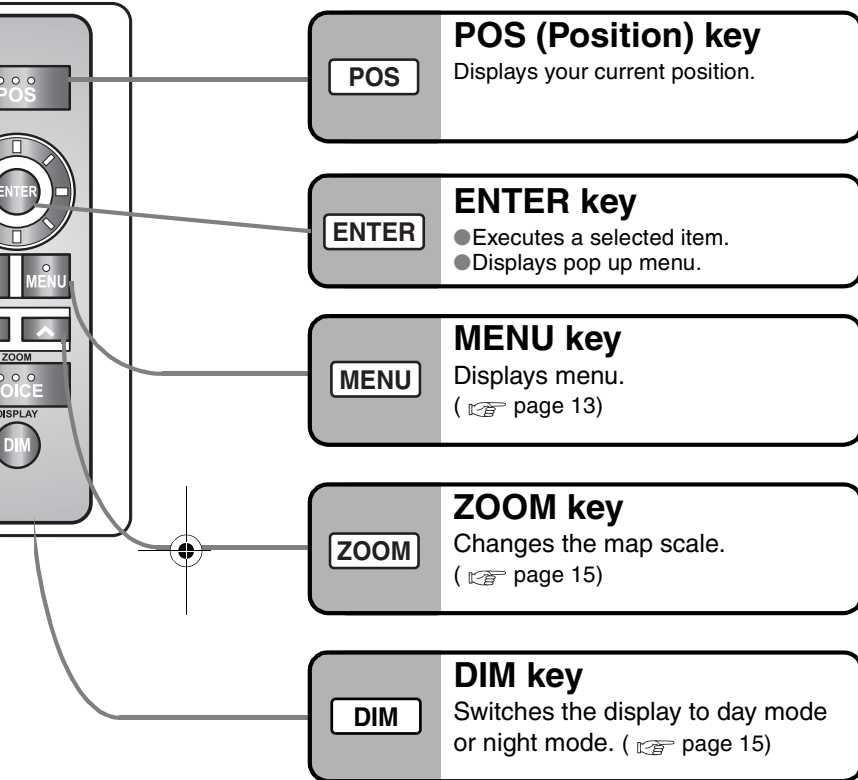 POS
ENTER
MENU
ZOOM
DISPLAY
DIM
POS
POS (Position) key
Displays your current position.
ENTER
ENTER key
●Executes a selected item.
●Displays pop up menu.
MENU
MENU key
Displays menu.
( ☞ page 13)
ZOOM
ZOOM key
Changes the map scale.
( ☞ page 15)
DIM
DIM key
Switches the display to day mode
or night mode. ( ☞ page 15)